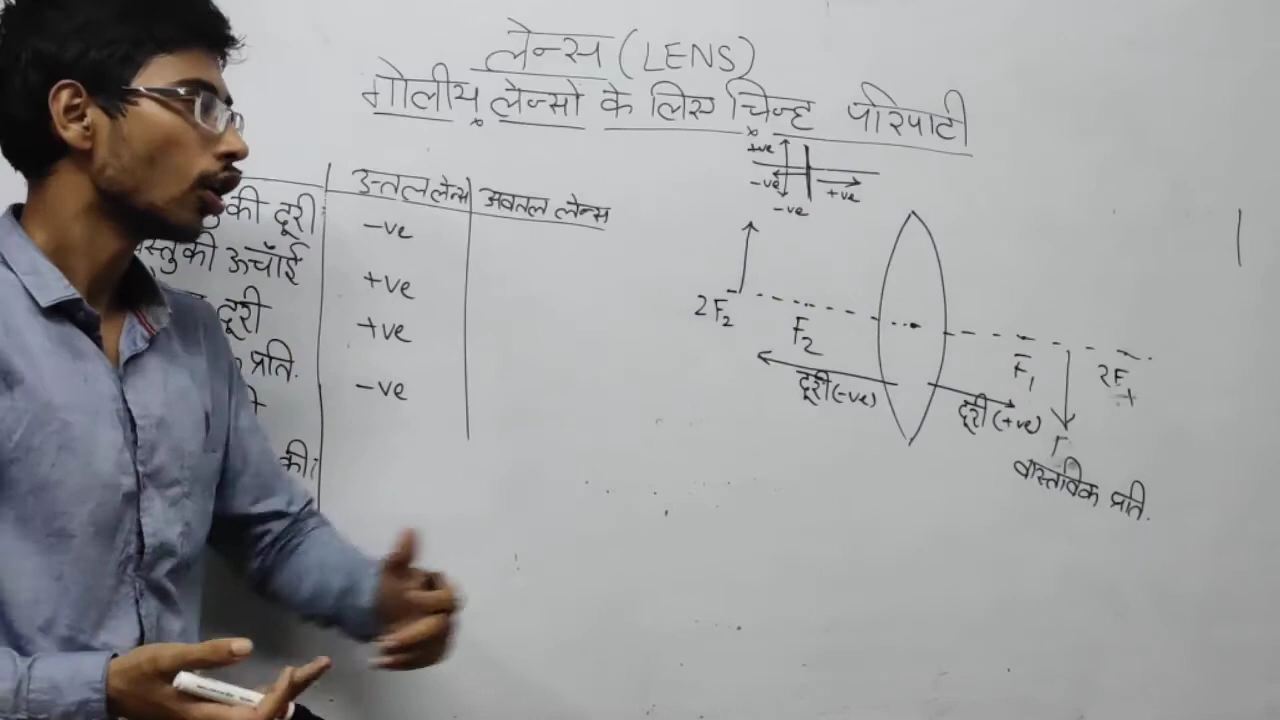 लेन्स (LENS)
गोलीय लेन्सो के लिए चिन्ह परिपाटी
+ve
-ve +ve
-ve
उत्तल लेन्स अवतल लेन्स
की दूरी -ve
स्तु की ऊचाँई +ve
दूरी +ve
प्रति. -ve
की
2F₂ F₂ F₁ 2F₁
दूरी (-ve) दूरी (+ve)
वास्तविक प्रति.